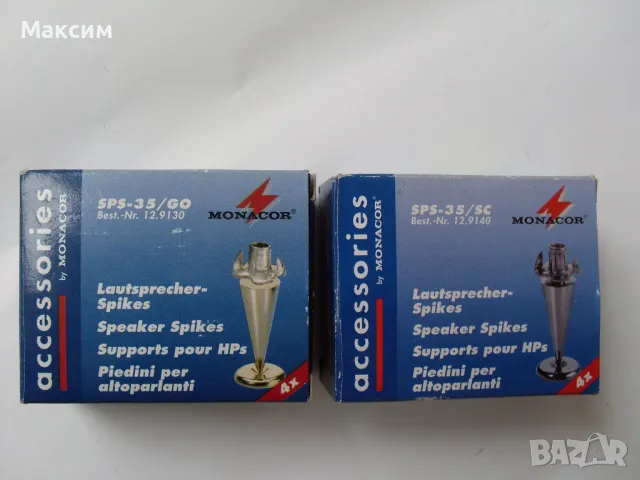 Максим
accessories
by MONACOR®
SPS-35/GO
Best.-Nr. 12.9130
MONACOR®
Lautsprecher-
Spikes
Speaker Spikes
Supports pour HPs
Piedini per
altoparlanti
4x
accessories
by MONACOR®
SPS-35/SC
Best.-Nr. 12.9140
MONACOR®
Lautsprecher-
Spikes
Speaker Spikes
Supports pour HPs
Piedini per
altoparlanti
4x
BAZAR